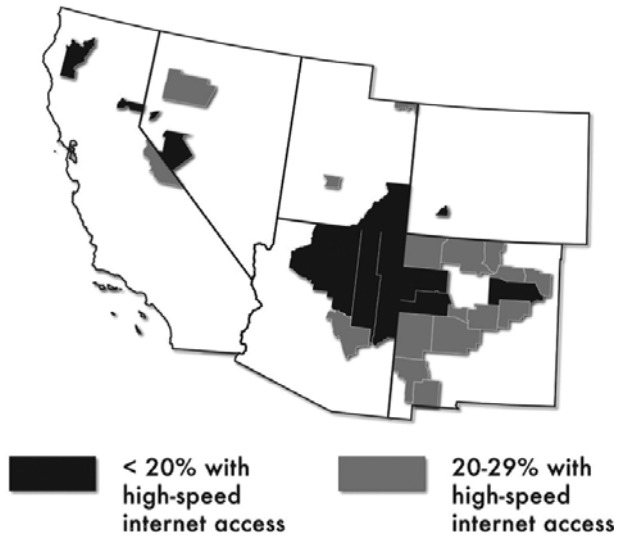 < 20% with
high-speed
internet access
20-29% with
high-speed
internet access